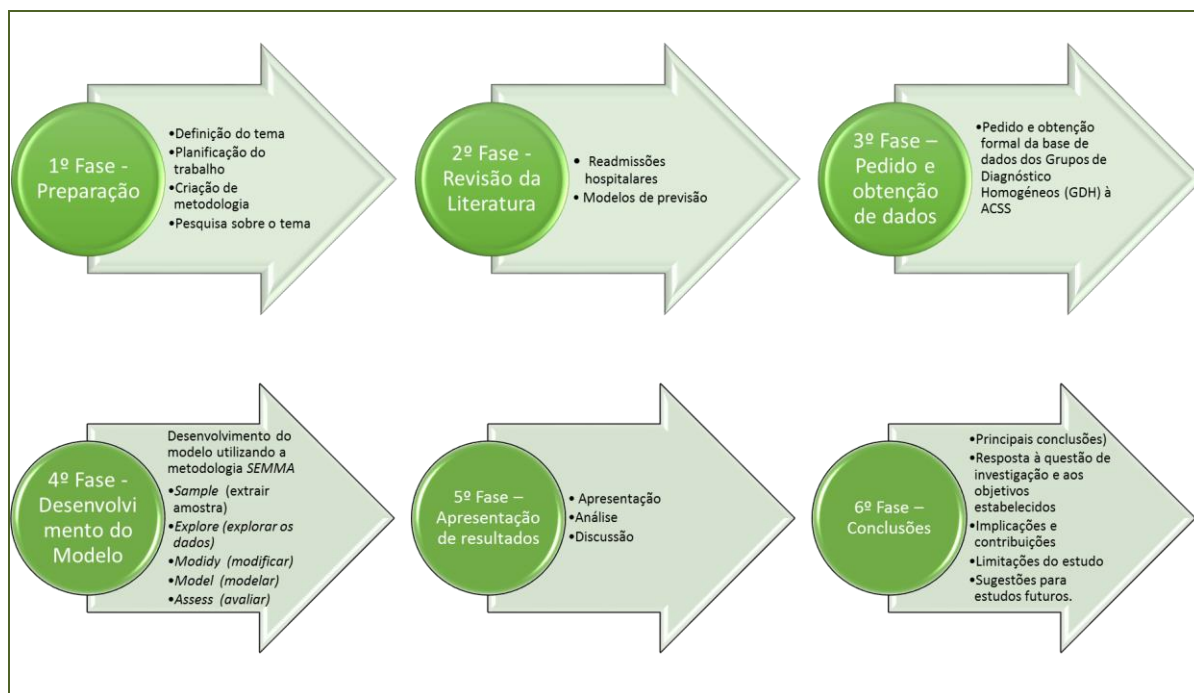 1º Fase -
Preparação
•Definição do tema
•Planificação do
trabalho
•Criação de
metodologia
•Pesquisa sobre o tema
2º Fase -
Revisão da
Literatura
• Readmissões
hospitalares
• Modelos de previsão
3º Fase –
Pedido e
obtenção
de dados
•Pedido e obtenção
formal da base de
dados dos Grupos de
Diagnóstico
Homogéneos (GDH) à
ACSS
4º Fase -
Desenvolvi
mento do
Modelo
Desenvolvimento do
modelo utilizando a
metodologia SEMMA
•Sample (extrair
amostra)
•Explore (explorar os
dados)
•Modidy (modificar)
•Model (modelar)
•Assess (avaliar)
5º Fase –
Apresentação
de resultados
• Apresentação
• Análise
• Discussão
6º Fase –
Conclusões
•Principais conclusões)
•Resposta à questão de
investigação e aos
objetivos
estabelecidos
•Implicações e
contribuições
•Limitações do estudo
•Sugestões para
estudos futuros.